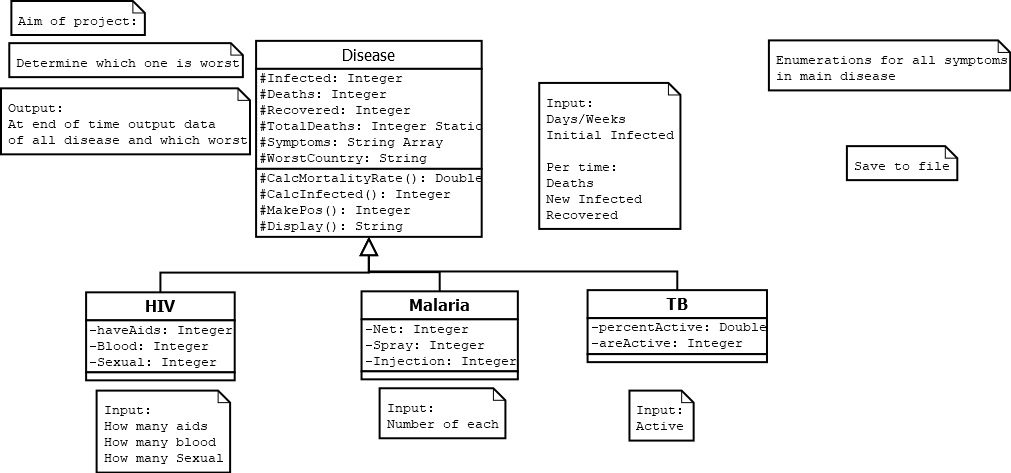 Aim of project:
Determine which one is worst
Output:
At end of time output data
of all disease and which worst
Disease
#Infected: Integer
#Deaths: Integer
#Recovered: Integer
#TotalDeaths: Integer Static
#Symptoms: String Array
#WorstCountry: String
#CalcMortalityRate(): Double
#CalcInfected(): Integer
#MakePos(): Integer
#Display(): String
Input:
Days/Weeks
Initial Infected
Per time:
Deaths
New Infected
Recovered
Enumerations for all symptoms
in main disease
Save to file
HIV
-haveAids: Integer
-Blood: Integer
-Sexual: Integer
Malaria
-Net: Integer
-Spray: Integer
-Injection: Integer
TB
-percentActive: Double
-areActive: Integer
Input:
How many aids
How many blood
How many Sexual
Input:
Number of each
Input:
Active